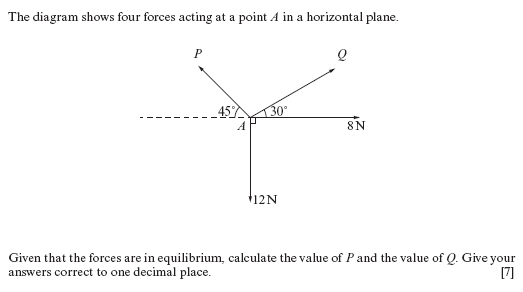 The diagram shows four forces acting at a point A in a horizontal plane.
P
Q
45°
30°
A
8 N
12 N
Given that the forces are in equilibrium, calculate the value of P and the value of Q. Give your
answers correct to one decimal place. [7]